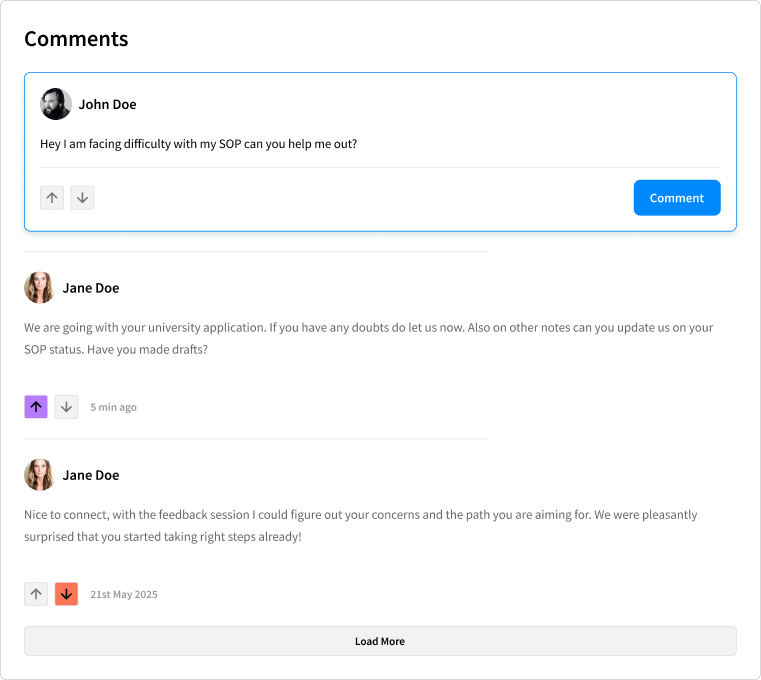 Comments
John Doe
Hey I am facing difficulty with my SOP can you help me out?
Comment
Jane Doe
We are going with your university application. If you have any doubts do let us now. Also on other notes can you update us on your
SOP status. Have you made drafts?
5 min ago
Jane Doe
Nice to connect, with the feedback session I could figure out your concerns and the path you are aiming for. We were pleasantly
surprised that you started taking right steps already!
21st May 2025
Load More